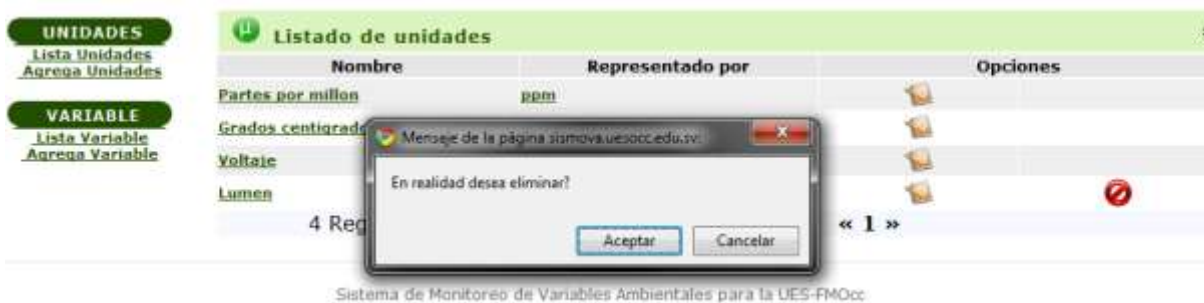 UNIDADES
Lista Unidades
Agrega Unidades
VARIABLE
Lista Variable
Agrega Variable
µ Listado de unidades
Nombre Representado por Opciones
Partes por millon ppm
Grados centigrad
Voltaje
Lumen
4 Reg « 1 »
Mensaje de la página sismova.uesocc.edu.sv:
En realidad desea eliminar?
Aceptar Cancelar
Sistema de Monitoreo de Variables Ambientales para la UES-FMOcc